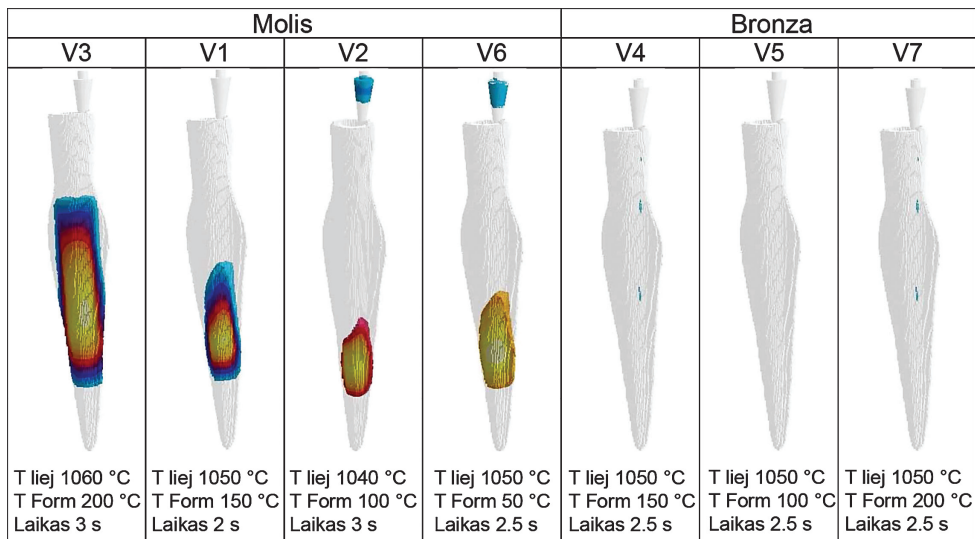 Molis Bronza
V3 V1 V2 V6 V4 V5 V7
T liej 1060 °C T liej 1050 °C T liej 1040 °C T liej 1050 °C T liej 1050 °C T liej 1050 °C T liej 1050 °C
T Form 200 °C T Form 150 °C T Form 100 °C T Form 50 °C T Form 150 °C T Form 100 °C T Form 200 °C
Laikas 3 s Laikas 2 s Laikas 3 s Laikas 2.5 s Laikas 2.5 s Laikas 2.5 s Laikas 2.5 s